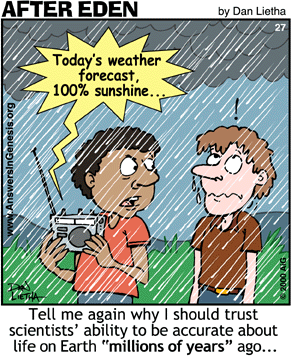 AFTER EDEN
by Dan Lietha
27
Today's weather
forecast,
100% sunshine...
!
www.AnswersInGenesis.org
DAN
LIETHA
© 2000 AiG
Tell me again why I should trust
scientists' ability to be accurate about
life on Earth "millions of years" ago...